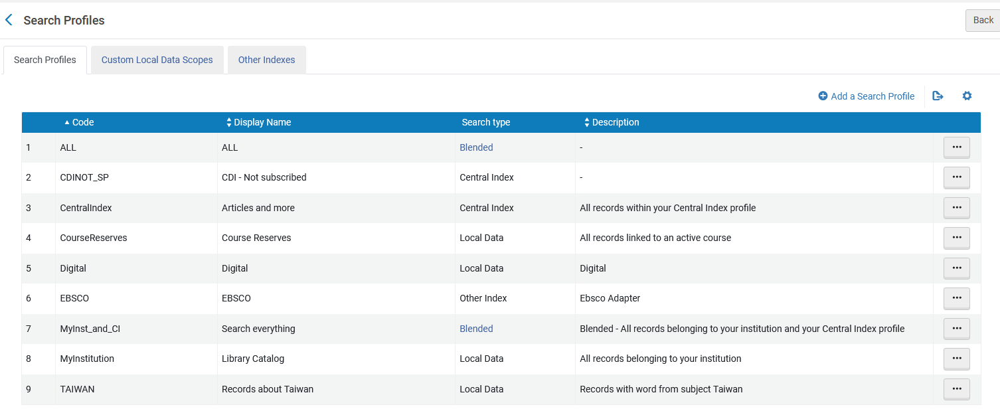 Search Profiles
Back
Search Profiles Custom Local Data Scopes Other Indexes
Add a Search Profile
Code Display Name Search type Description
1 ALL ALL Blended -
2 CDINOT_SP CDI - Not subscribed Central Index -
3 CentralIndex Articles and more Central Index All records within your Central Index profile
4 CourseReserves Course Reserves Local Data All records linked to an active course
5 Digital Digital Local Data Digital
6 EBSCO EBSCO Other Index Ebsco Adapter
7 MyInst_and_CI Search everything Blended Blended - All records belonging to your institution and your Central Index profile
8 MyInstitution Library Catalog Local Data All records belonging to your institution
9 TAIWAN Records about Taiwan Local Data Records with word from subject Taiwan